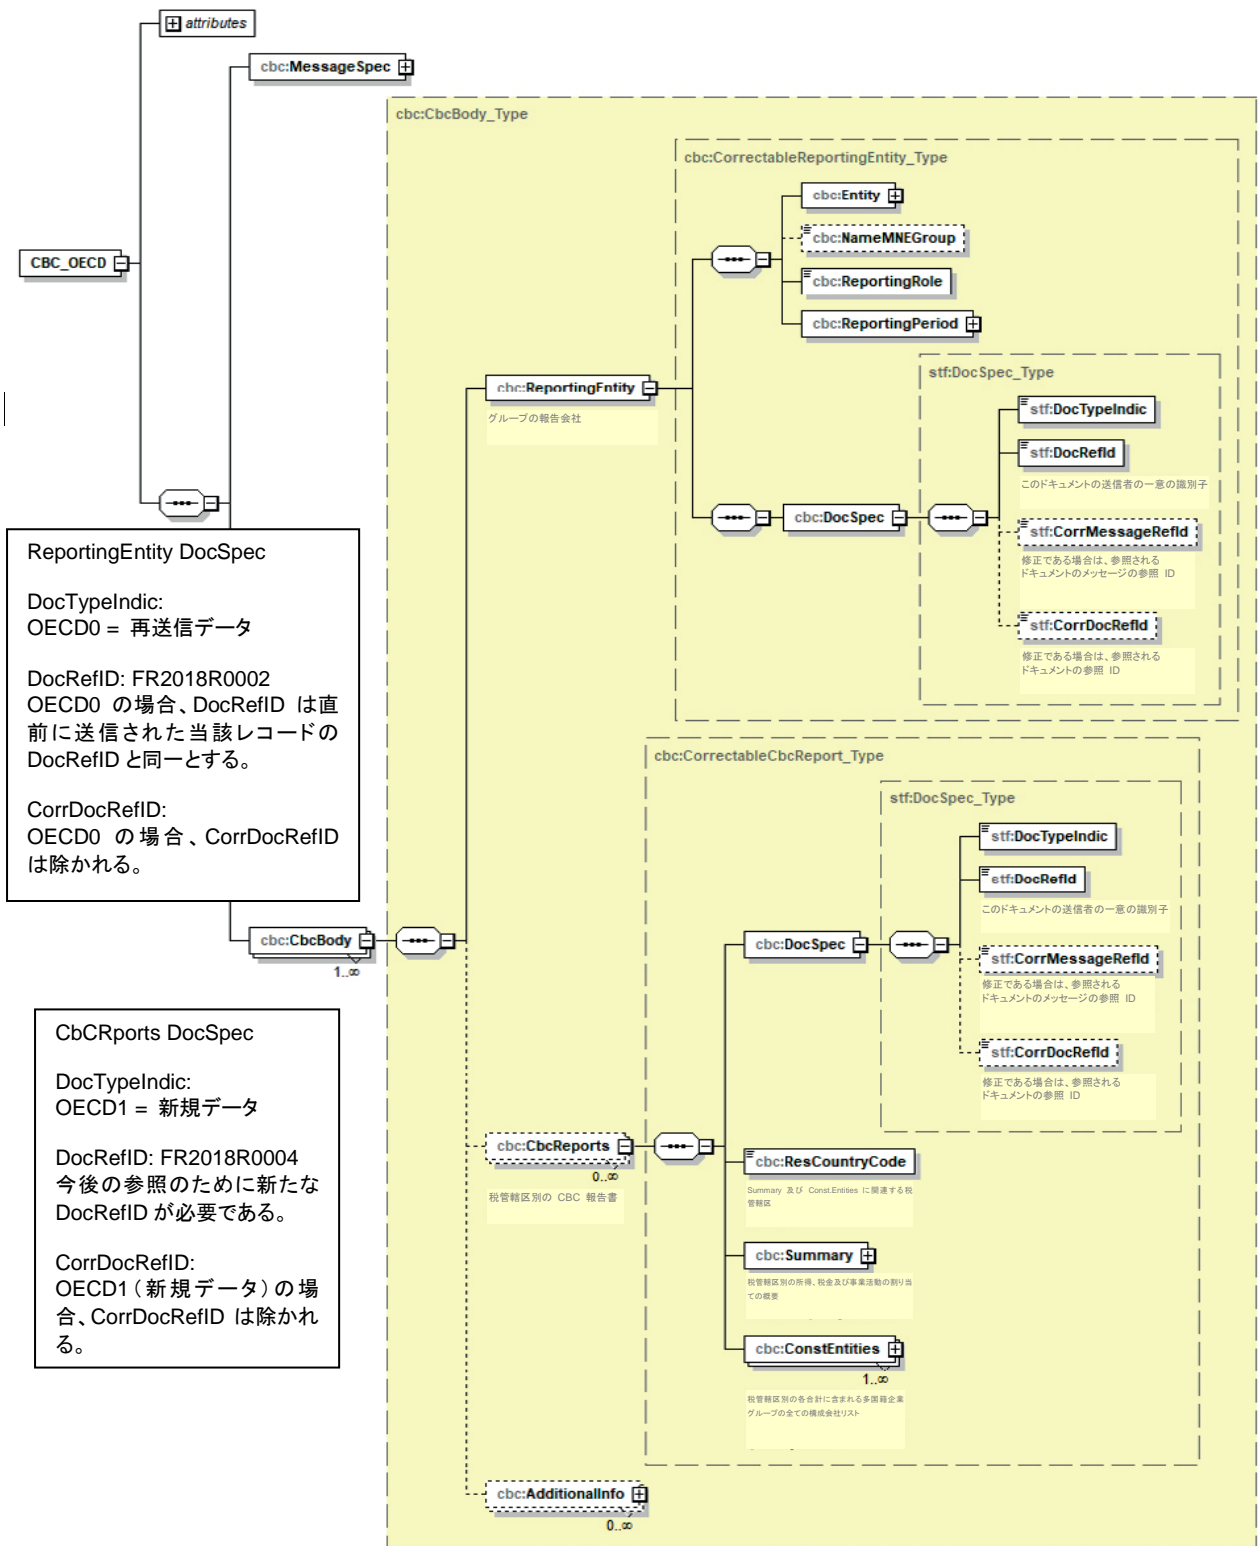 attributes
cbc:MessageSpec
cbc:CbcBody_Type
cbc:CorrectableReportingEntity_Type
cbc:Entity
cbc:NameMNEGroup
CBC_OECD
cbc:ReportingRole
cbc:ReportingPeriod
stf:DocSpec_Type
cbc:ReportingEntity
グループの報告会社
stf:DocTypeIndic
stf:DocRefId
このドキュメントの送信者の一意の識別子
cbc:DocSpec
stf:CorrMessageRefId
修正である場合は、参照される
ドキュメントのメッセージの参照 ID
stf:CorrDocRefId
修正である場合は、参照される
ドキュメントの参照 ID
ReportingEntity DocSpec
DocTypeIndic:
OECD0 = 再送信データ
DocRefID: FR2018R0002
OECD0 の場合、DocRefID は直
前に送信された当該レコードの
DocRefID と同一とする。
CorrDocRefID:
OECD0 の場合、CorrDocRefID
は除かれる。
cbc:CorrectableCbcReport_Type
stf:DocSpec_Type
stf:DocTypeIndic
stf:DocRefId
このドキュメントの送信者の一意の識別子
cbc:CbcBody
1..∞
cbc:DocSpec
stf:CorrMessageRefId
修正である場合は、参照される
ドキュメントのメッセージの参照 ID
stf:CorrDocRefId
修正である場合は、参照される
ドキュメントの参照 ID
CbCRports DocSpec
DocTypeIndic:
OECD1 = 新規データ
DocRefID: FR2018R0004
今後の参照のために新たな
DocRefID が必要である。
CorrDocRefID:
OECD1（新規データ）の場
合、CorrDocRefID は除かれ
る。
cbc:CbcReports
0..∞
税管轄区別の CBC 報告書
cbc:ResCountryCode
Summary 及び Const.Entities に関連する税
管轄区
cbc:Summary
税管轄区別の所得、税金及び事業活動の割り当
ての概要
cbc:ConstEntities
1..∞
税管轄区別の各合計に含まれる多国籍企業
グループの全ての構成会社リスト
cbc:AdditionalInfo
0..∞